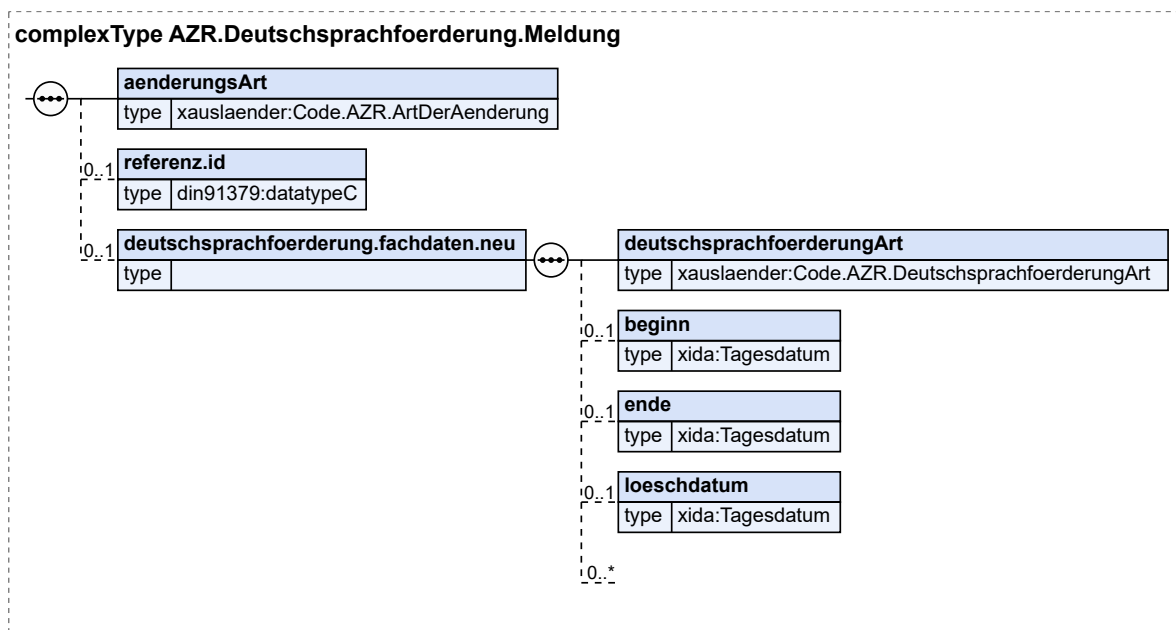 complexType AZR.Deutschsprachfoerderung.Meldung
aenderungsArt
type xauslaender:Code.AZR.ArtDerAenderung
0..1 referenz.id
type din91379:datatypeC
0..1 deutschsprachfoerderung.fachdaten.neu
type
deutschsprachfoerderungArt
type xauslaender:Code.AZR.DeutschsprachfoerderungArt
0..1 beginn
type xida:Tagesdatum
0..1 ende
type xida:Tagesdatum
0..1 loeschdatum
type xida:Tagesdatum
0..*